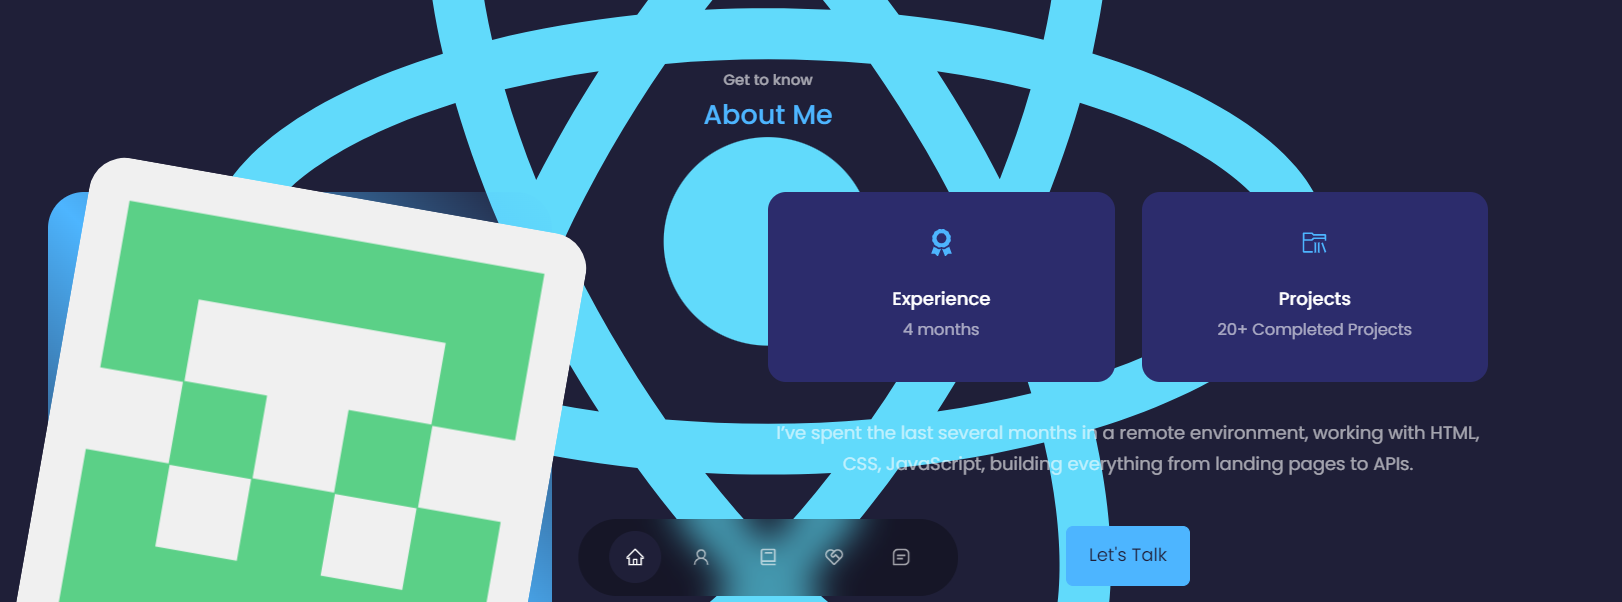 Get to know
About Me
Experience
4 months
Projects
20+ Completed Projects
I've spent the last several months in a remote environment, working with HTML,
CSS, JavaScript, building everything from landing pages to APIs.
Let's Talk